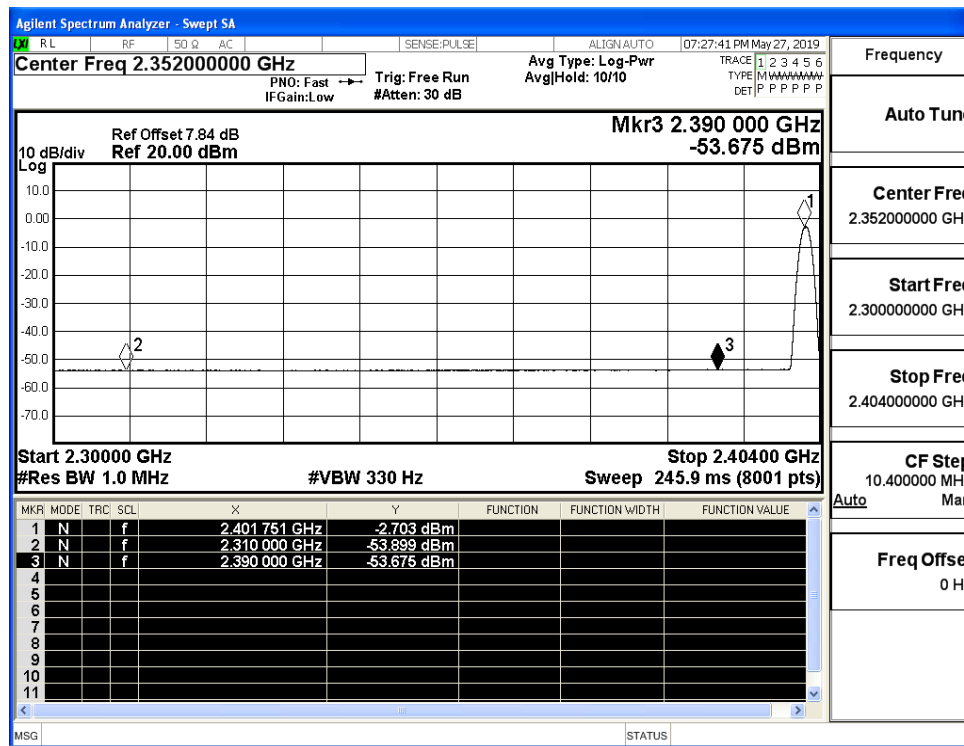 Agilent Spectrum Analyzer - Swept SA
LXI RL RF 50 Ω AC SENSE:PULSE ALIGN AUTO 07:27:41 PM May 27, 2019
Center Freq 2.352000000 GHz
PNO: Fast
IFGain:Low
Trig: Free Run
#Atten: 30 dB
Avg Type: Log-Pwr
Avg|Hold: 10/10
TRACE 1 2 3 4 5 6
TYPE M WWWWW
DET P P P P P P
Ref Offset 7.84 dB
10 dB/div Ref 20.00 dBm
Log
Mkr3 2.390 000 GHz
-53.675 dBm
10.0
0.00
-10.0
-20.0
-30.0
-40.0
-50.0
-60.0
-70.0
1
2
3
Start 2.30000 GHz Stop 2.40400 GHz
#Res BW 1.0 MHz #VBW 330 Hz Sweep 245.9 ms (8001 pts)
MKR MODE TRC SCL X Y FUNCTION FUNCTION WIDTH FUNCTION VALUE
1 N f 2.401 751 GHz -2.703 dBm
2 N f 2.310 000 GHz -53.899 dBm
3 N f 2.390 000 GHz -53.675 dBm
4
5
6
7
8
9
10
11
MSG STATUS
Frequency
Auto Tun
Center Fre
2.352000000 GH
Start Fre
2.300000000 GH
Stop Fre
2.404000000 GH
CF Step
10.400000 MH
Auto Ma
Freq Offse
0 H